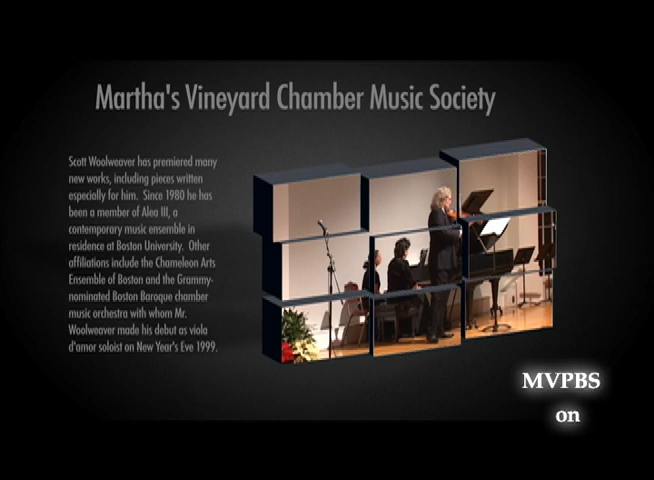 Martha's Vineyard Chamber Music Society
Scott Woolweaver has premiered many
new works, including pieces written
especially for him. Since 1980 he has
been a member of Alea III, a
contemporary music ensemble in
residence at Boston University. Other
affiliations include the Chameleon Arts
Ensemble of Boston and the Grammy-
nominated Boston Baroque chamber
music orchestra with whom Mr.
Woolweaver made his debut as viola
d'amor soloist on New Year's Eve 1999.
MVPBS
on